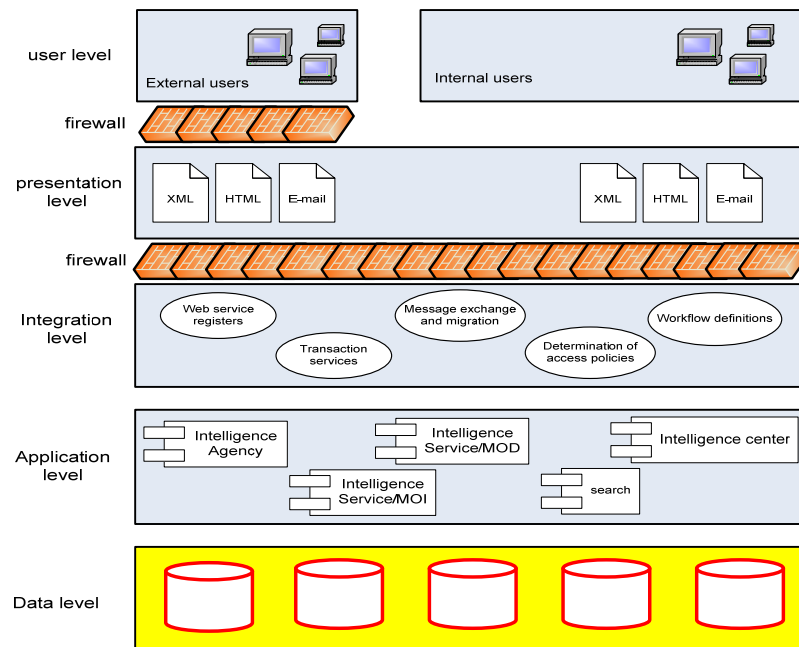 user level
External users
Internal users
firewall
presentation
level
XML
HTML
E-mail
XML
HTML
E-mail
firewall
Integration
level
Web service
registers
Transaction
services
Message exchange
and migration
Determination of
access policies
Workflow definitions
Application
level
Intelligence
Agency
Intelligence
Service/MOI
Intelligence
Service/MOD
search
Intelligence center
Data level